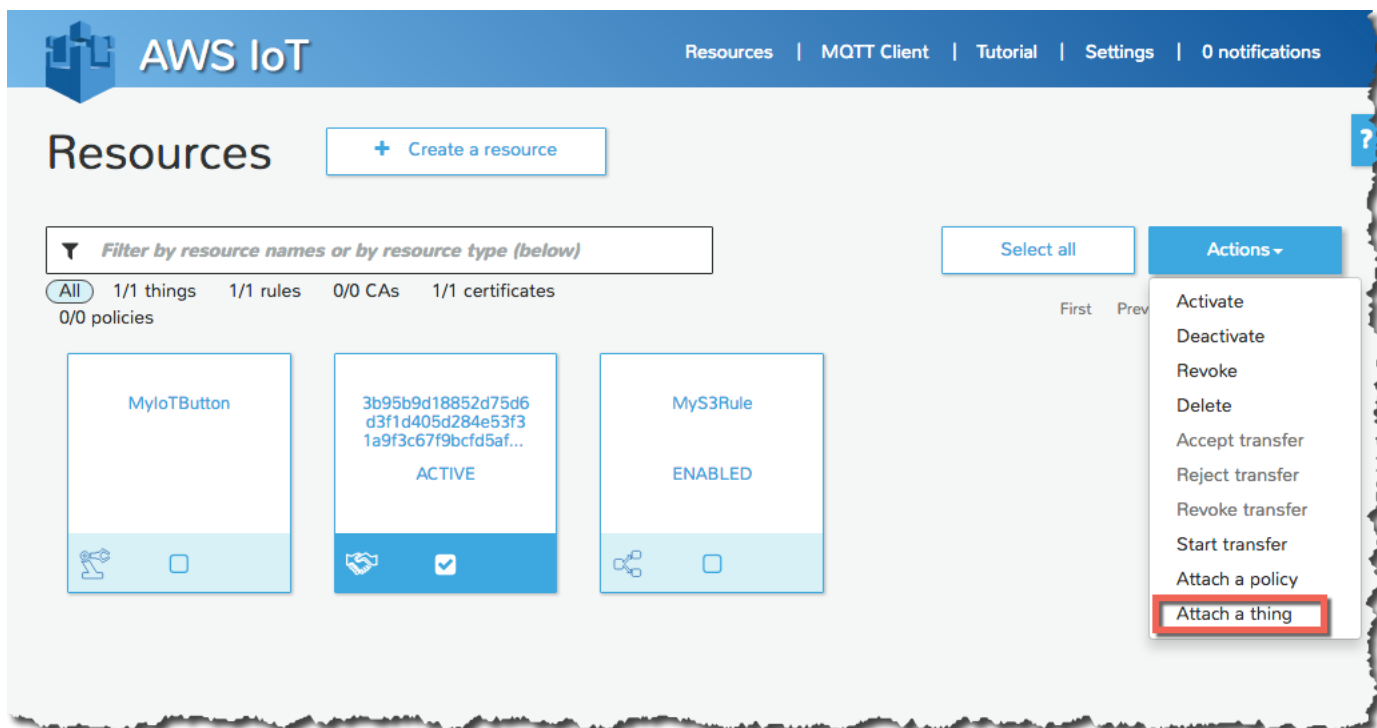 AWS IoT
Resources | MQTT Client | Tutorial | Settings | 0 notifications
Resources
+ Create a resource
?
Filter by resource names or by resource type (below)
Select all
Actions
All 1/1 things 1/1 rules 0/0 CAs 1/1 certificates
0/0 policies
First Prev
MyIoTButton
3b95b9d18852d75d6
d3f1d405d284e53f3
1a9f3c67f9bcfd5af...
ACTIVE
MyS3Rule
ENABLED
Activate
Deactivate
Revoke
Delete
Accept transfer
Reject transfer
Revoke transfer
Start transfer
Attach a policy
Attach a thing